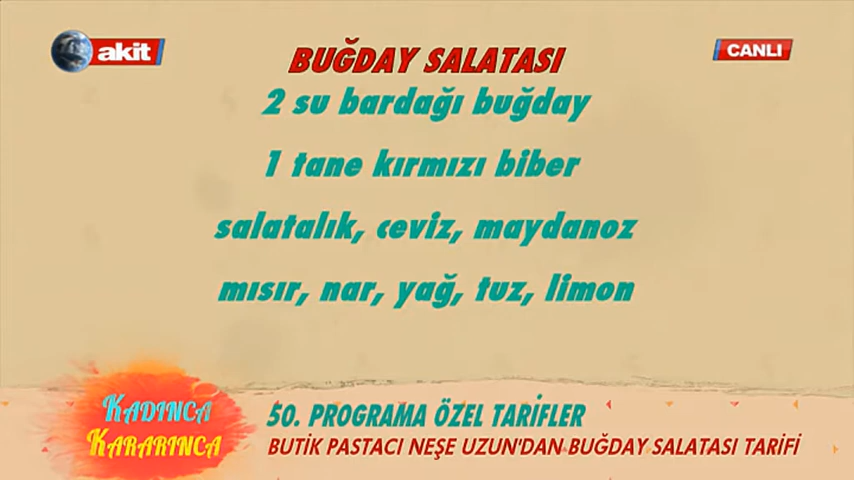 akit
CANLI
BUĞDAY SALATASI
2 su bardağı buğday
1 tane kırmızı biber
salatalık, ceviz, maydanoz
mısır, nar, yağ, tuz, limon
KADINCA
KARARINCA
50. PROGRAMA ÖZEL TARİFLER
BUTİK PASTACI NEŞE UZUN'DAN BUĞDAY SALATASI TARİFİ